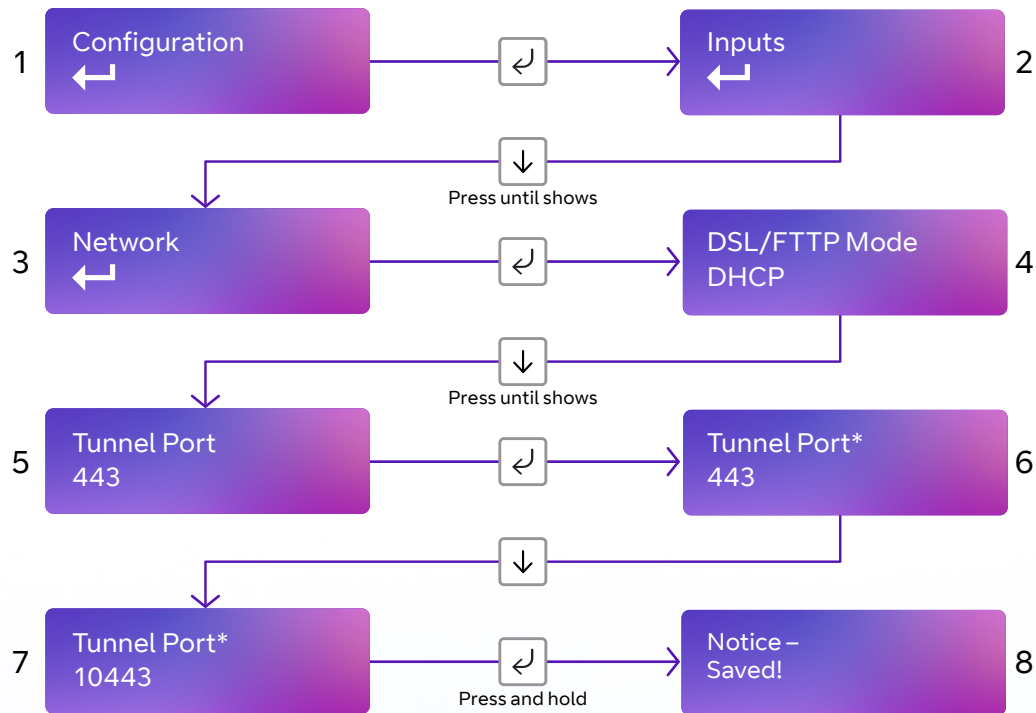 1
Configuration
Inputs
2
Press until shows
3
Network
DSL/FTTP Mode
DHCP
4
Press until shows
5
Tunnel Port
443
Tunnel Port*
443
6
7
Tunnel Port*
10443
Press and hold
Notice –
Saved!
8